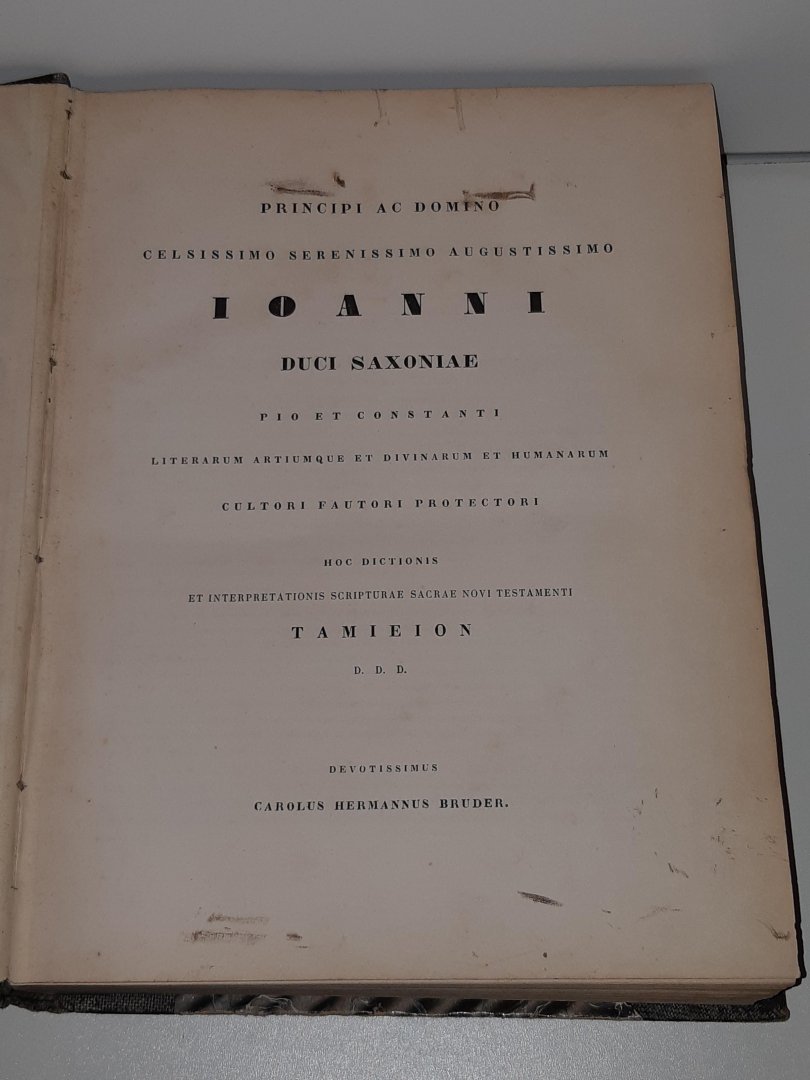 PRINCIPI AC DOMINO
CELSISSIMO SERENISSIMO AUGUSTISSIMO
IOANNI
DUCI SAXONIAE
PIO ET CONSTANTI
LITERARUM ARTIUMQUE ET DIVINARUM ET HUMANARUM
CULTORI FAUTORI PROTECTORI
HOC DICTIONIS
ET INTERPRETATIONIS SCRIPTURAE SACRAE NOVI TESTAMENTI
TAMIEION
D. D. D.
DEVOTISSIMUS
CAROLUS HERMANNUS BRUDER.